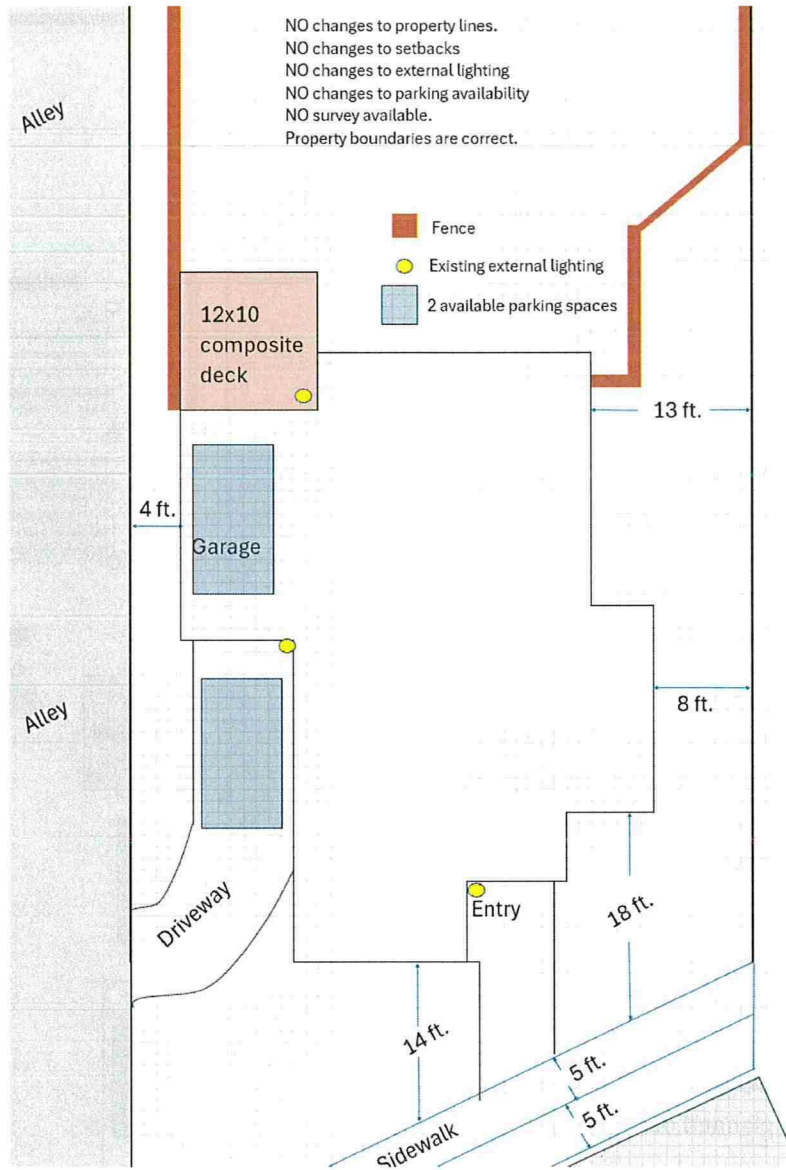 NO changes to property lines.
NO changes to setbacks
NO changes to external lighting
NO changes to parking availability
NO survey available.
Property boundaries are correct.
Alley
Fence
Existing external lighting
2 available parking spaces
12x10
composite
deck
13 ft.
4 ft.
Garage
8 ft.
Alley
Driveway
Entry
18 ft.
14 ft.
5 ft.
5 ft.
Sidewalk